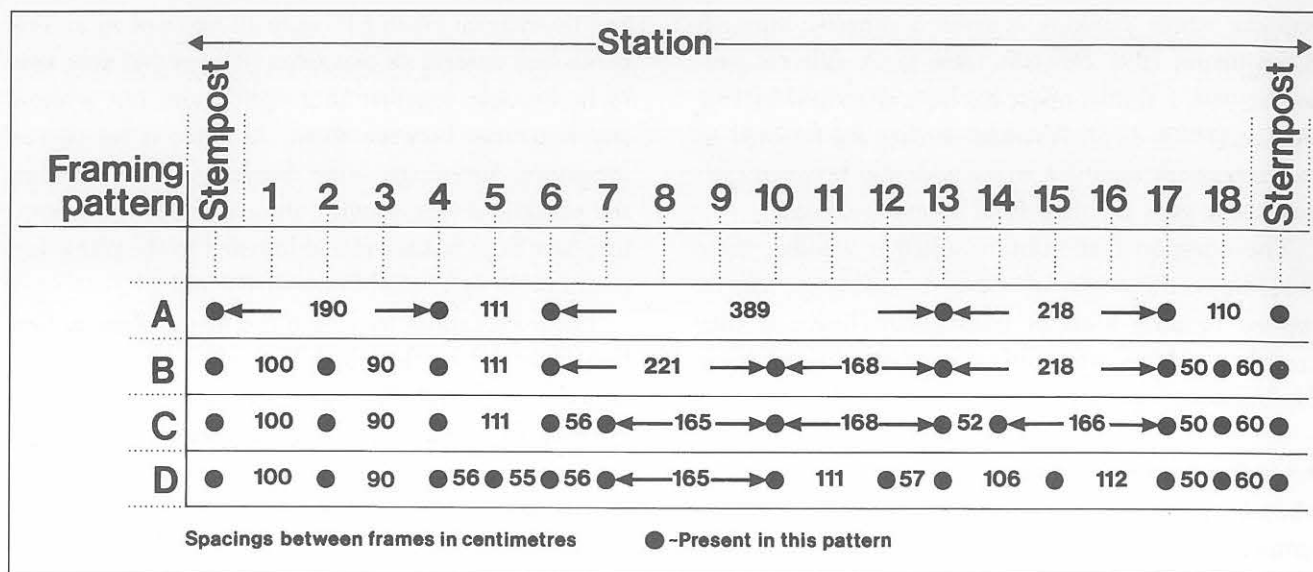 Station
Framing pattern
Stempost 1 2 3 4 5 6 7 8 9 10 11 12 13 14 15 16 17 18 Sternpost
A 190 111 389 218 110
B 100 90 111 221 168 218 50 60
C 100 90 111 56 165 168 52 166 50 60
D 100 90 56 55 56 165 111 57 106 112 50 60
Spacings between frames in centimetres ●-Present in this pattern